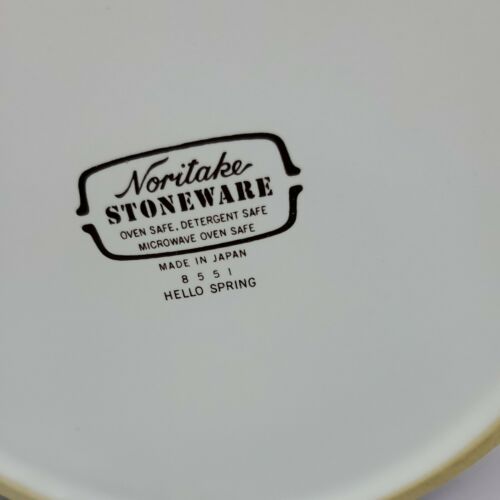 Noritake
STONEWARE
OVEN SAFE, DETERGENT SAFE
MICROWAVE OVEN SAFE
MADE IN JAPAN
8551
HELLO SPRING